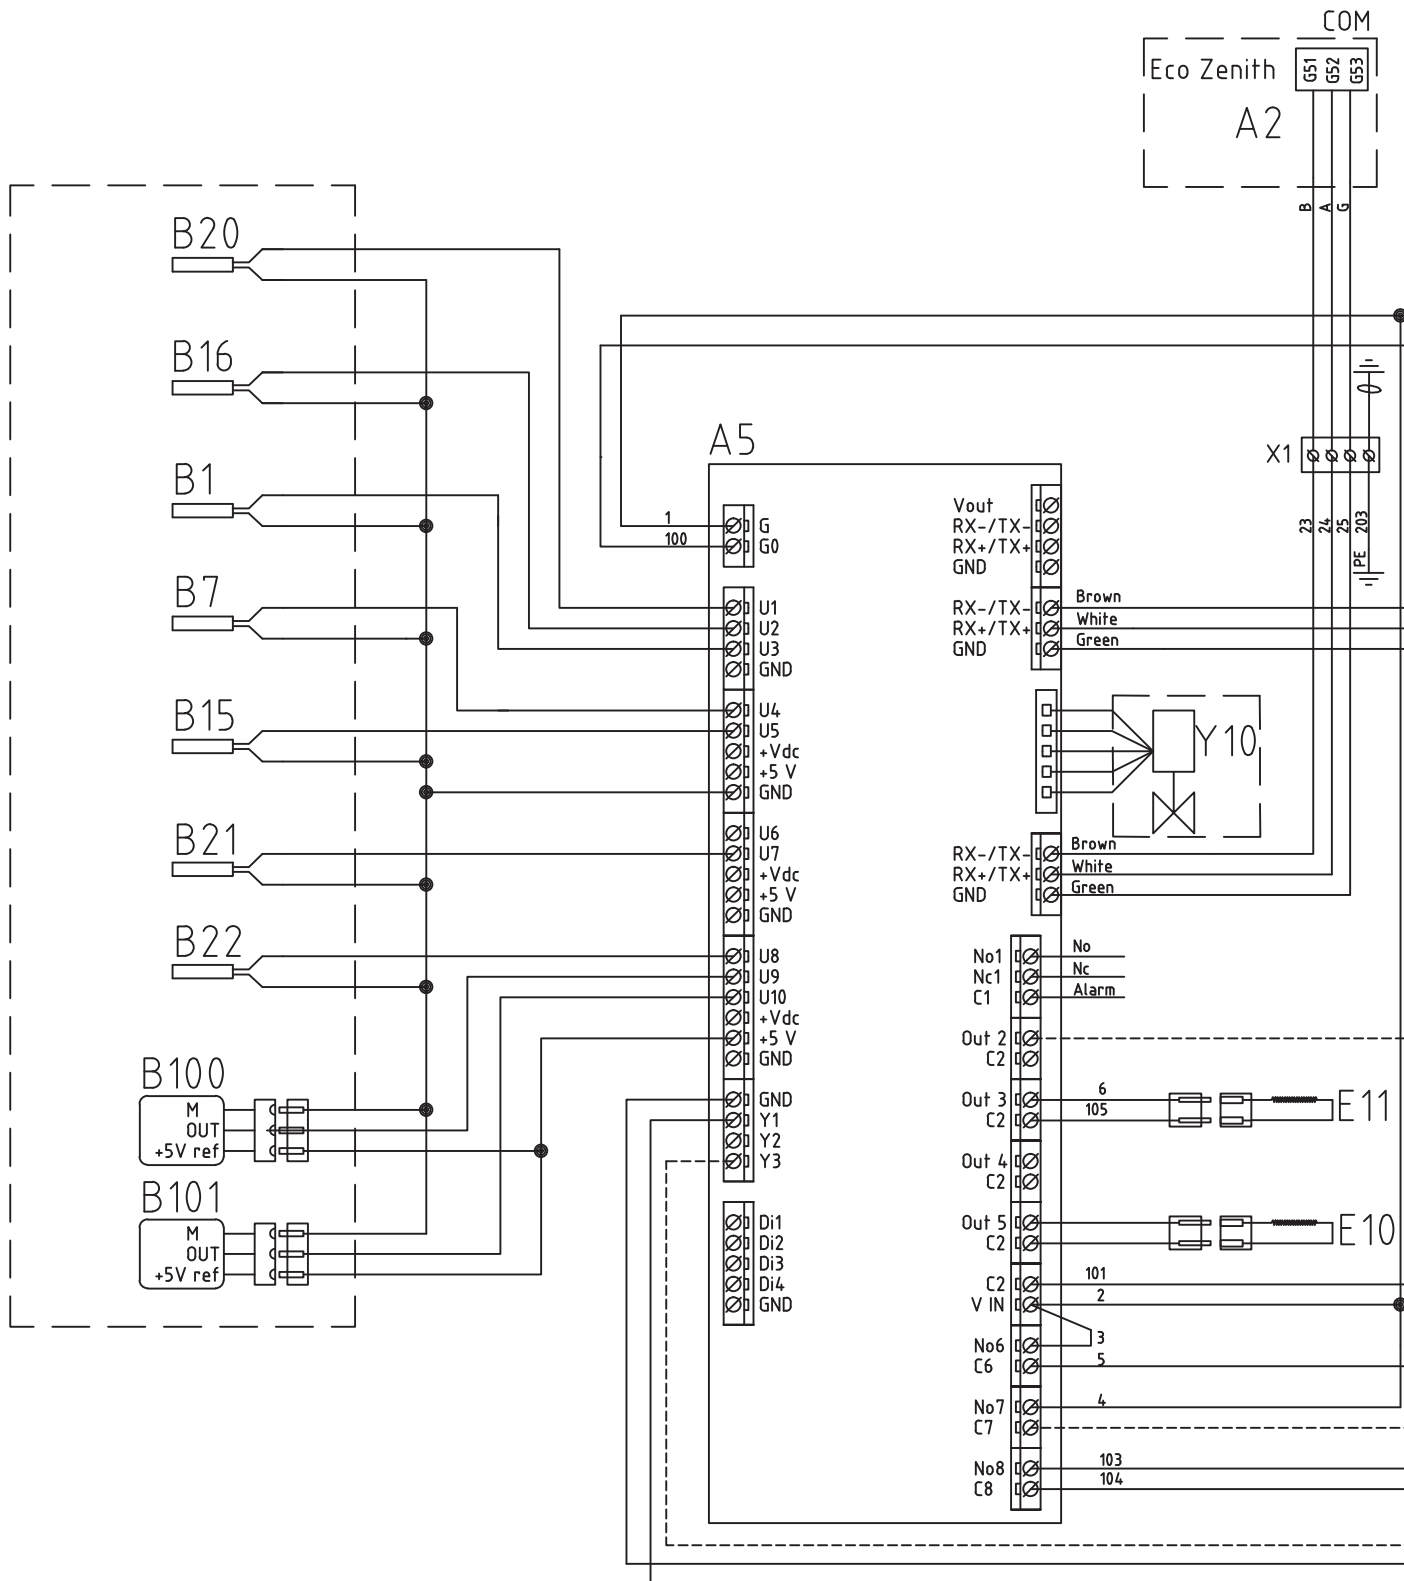 COM
Eco Zenith
G51
G52
G53
A2
B
A
G
B20
B16
B1
B7
B15
B21
B22
B100
M
OUT
+5V ref
B101
M
OUT
+5V ref
A5
1
G
100
G0
U1
U2
U3
GND
U4
U5
+Vdc
+5 V
GND
U6
U7
+Vdc
+5 V
GND
U8
U9
U10
+Vdc
+5 V
GND
GND
Y1
Y2
Y3
Di1
Di2
Di3
Di4
GND
Vout
RX-/TX-
RX+/TX+
GND
RX-/TX- Brown
RX+/TX+ White
GND Green
Y10
RX-/TX- Brown
RX+/TX+ White
GND Green
No1 No
Nc1 Nc
C1 Alarm
Out 2
C2
Out 3 6
C2 105
E11
Out 4
C2
Out 5
C2
E10
C2 101
V IN 2
No6 3
C6 5
No7 4
C7
No8 103
C8 104
X1
23
24
25
203
PE